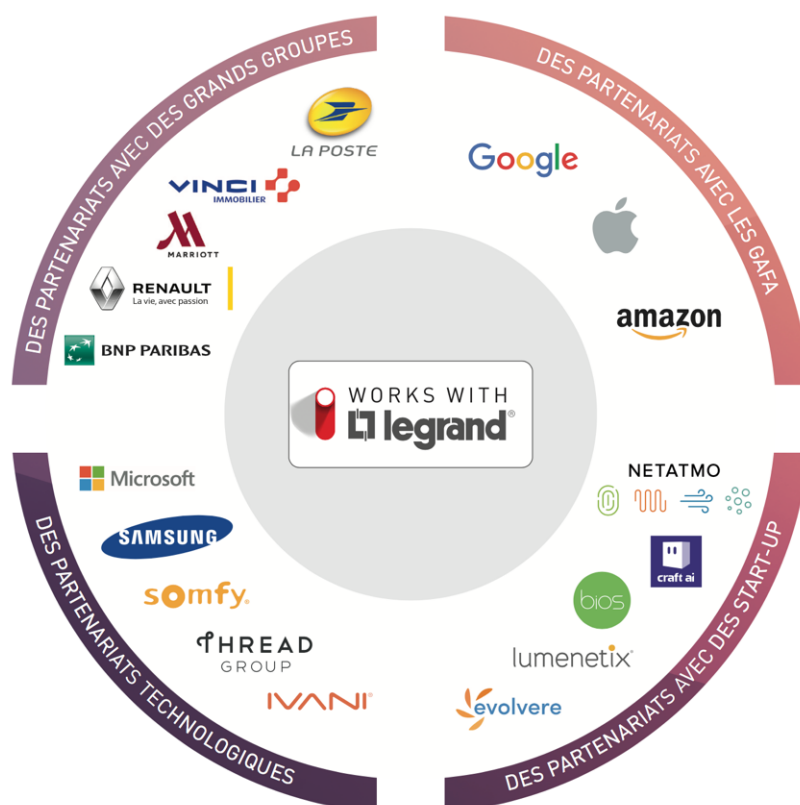 DES PARTENARIATS AVEC DES GRANDS GROUPES
LA POSTE
VINCI
IMMOBILIER
MARRIOTT
RENAULT
La vie, avec passion
BNP PARIBAS
DES PARTENARIATS AVEC LES GAFA
Google
amazon
WORKS WITH
legrand®
DES PARTENARIATS TECHNOLOGIQUES
Microsoft
SAMSUNG
somfy.
THREAD
GROUP
IVANI®
DES PARTENARIATS AVEC DES START-UP
NETATMO
craft ai
bios
lumenetix®
evolvere